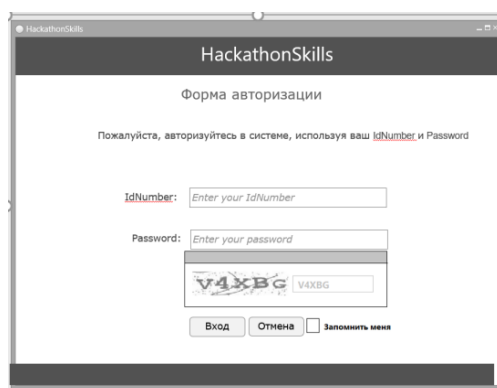 HackathonSkills
HackathonSkills
Форма авторизации
Пожалуйста, авторизуйтесь в системе, используя ваш IdNumber и Password
IdNumber: Enter your IdNumber
Password: Enter your password
V4XBG V4XBG
Вход Отмена Запомнить меня